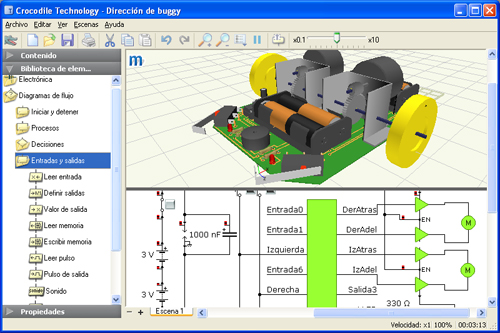 Crocodile Technology - Dirección de buggy
Archivo Editar Ver Escenas Ayuda
x0.1 x10
Contenido
Biblioteca de elem...
Electrónica
Diagramas de flujo
Iniciar y detener
Procesos
Decisiones
Entradas y salidas
Leer entrada
Definir salidas
Valor de salida
Leer memoria
Escribir memoria
Leer pulso
Pulso de salida
Sonido
Propiedades
m
Entrada0 DerAtras
EN
M
1000 nF
Entrada1 DerAdel
3 V
Izquierda IzAtras
Entrada6 IzAdel
EN
M
3 V
Derecha Salida3
330 Ω
Escena 1
Velocidad: x1 100% 00:03:13